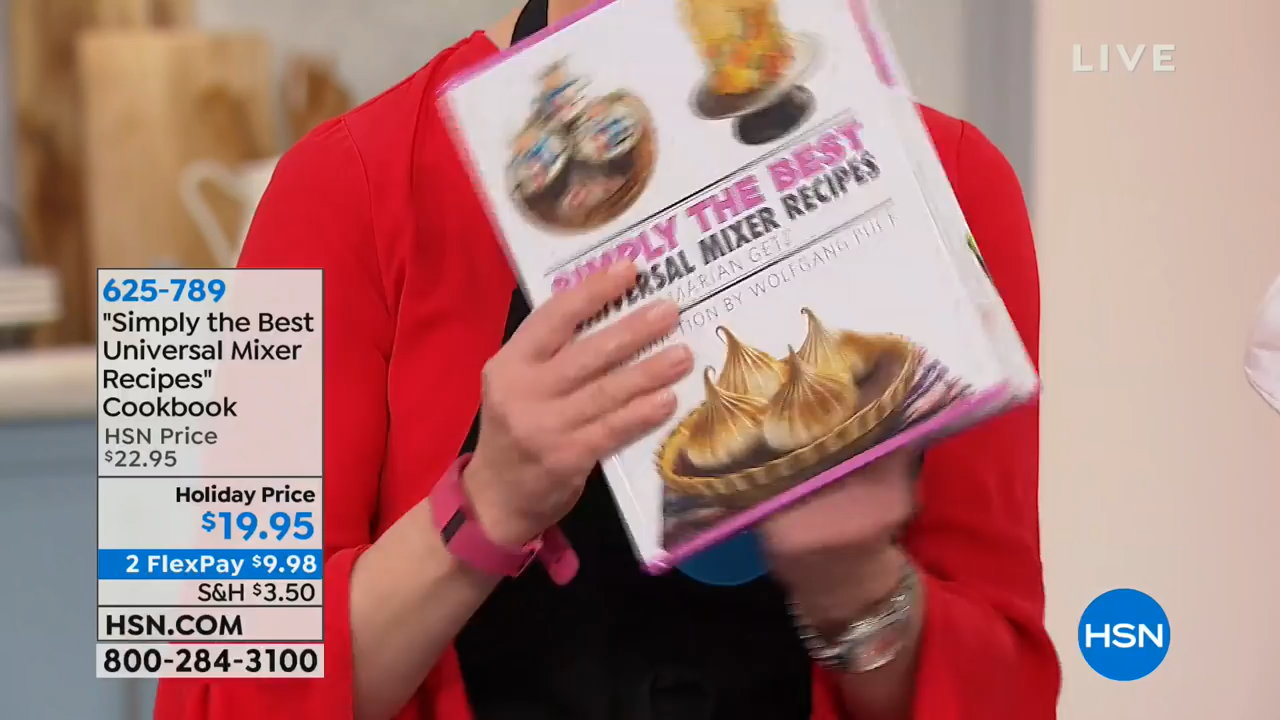 LIVE
SIMPLY THE BEST
UNIVERSAL MIXER RECIPES
MARIAN
BY WOLFGANG
625-789
"Simply the Best
Universal Mixer
Recipes"
Cookbook
HSN Price
$22.95
Holiday Price
$19.95
2 FlexPay $9.98
S&H $3.50
HSN.COM
800-284-3100
HSN